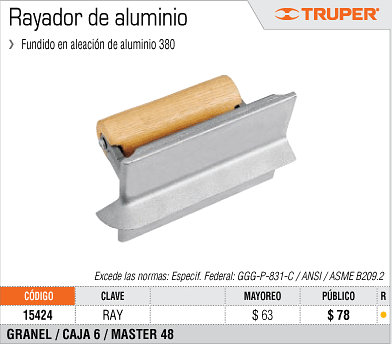 Rayador de aluminio
TRUPER®
› Fundido en aleación de aluminio 380
Excede las normas: Especif. Federal: GGG-P-831-C / ANSI / ASME B209.2
CÓDIGO CLAVE MAYOREO PÚBLICO R
15424 RAY $ 63 $ 78
GRANEL / CAJA 6 / MASTER 48